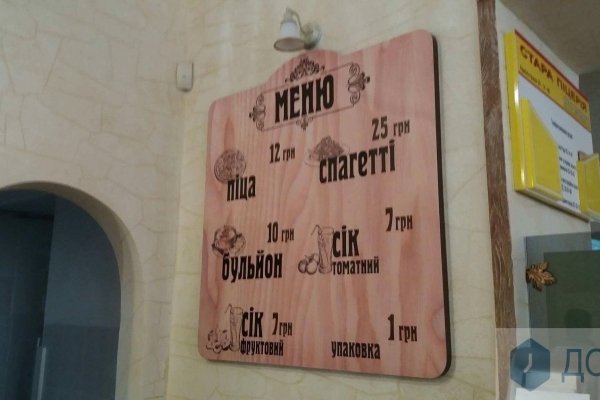 МЕНЮ
12 грн
піца
25 грн
спагетті
10 грн
бульйон
7 грн
сік
томатний
сік 7 грн
фруктовий
1 грн
упаковка
СТАРА ПІЦЕРІЯ
ДО